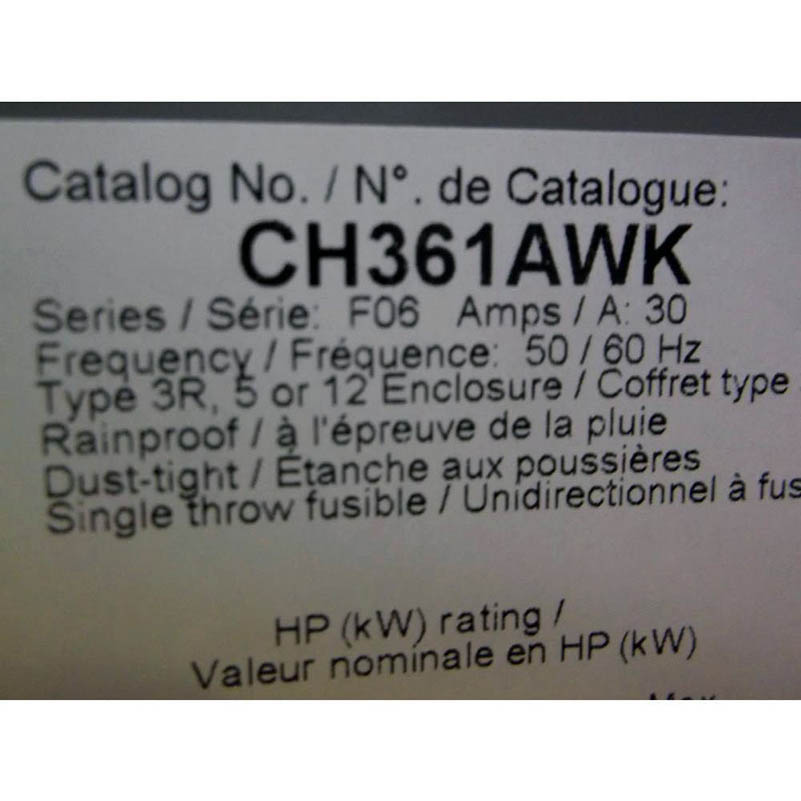 Catalog No. / N°. de Catalogue:
CH361AWK
Series / Série: F06 Amps / A: 30
Frequency / Fréquence: 50 / 60 Hz
Type 3R, 5 or 12 Enclosure / Coffret type
Rainproof / à l'épreuve de la pluie
Dust-tight / Étanche aux poussières
Single throw fusible / Unidirectionnel à fus
HP (kW) rating /
Valeur nominale en HP (kW)